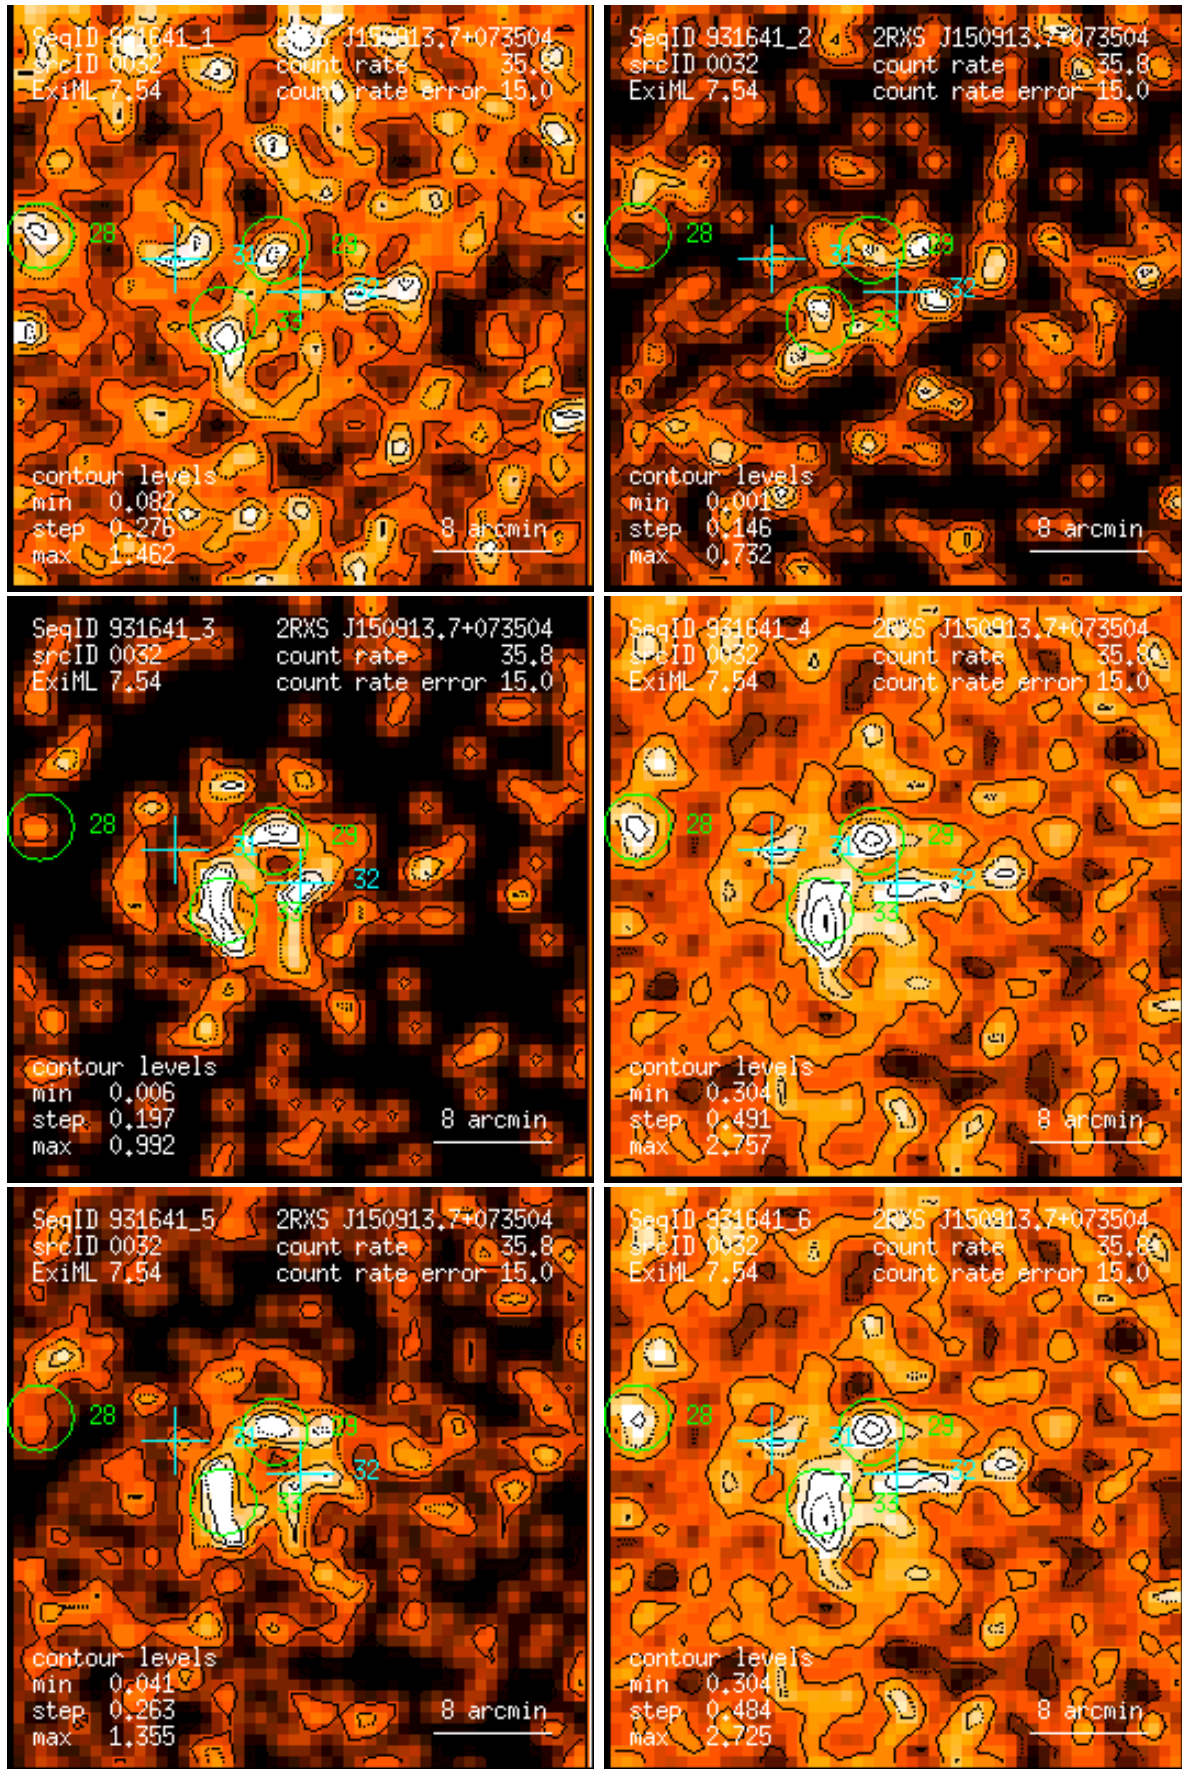 SeqID 931641_1 2RXS J150913.7+073504
srcID 0032 count rate 35.8
ExiML 7.54 count rate error 15.0
28 31 29
32
33
contour levels
min 0.082
step 0.276 8 arcmin
max 1.462
SeqID 931641_2 2RXS J150913.7+073504
srcID 0032 count rate 35.8
ExiML 7.54 count rate error 15.0
28 31 29
32
33
contour levels
min 0.001
step 0.146 8 arcmin
max 0.732
SeqID 931641_3 2RXS J150913.7+073504
srcID 0032 count rate 35.8
ExiML 7.54 count rate error 15.0
28 31 29
32
33
contour levels
min 0.006
step 0.197 8 arcmin
max 0.992
SeqID 931641_4 2RXS J150913.7+073504
srcID 0032 count rate 35.8
ExiML 7.54 count rate error 15.0
28 31 29
32
33
contour levels
min 0.304
step 0.491 8 arcmin
max 2.757
SeqID 931641_5 2RXS J150913.7+073504
srcID 0032 count rate 35.8
ExiML 7.54 count rate error 15.0
28 31 29
32
33
contour levels
min 0.041
step 0.263 8 arcmin
max 1.355
SeqID 931641_6 2RXS J150913.7+073504
srcID 0032 count rate 35.8
ExiML 7.54 count rate error 15.0
28 31 29
32
33
contour levels
min 0.304
step 0.484 8 arcmin
max 2.725